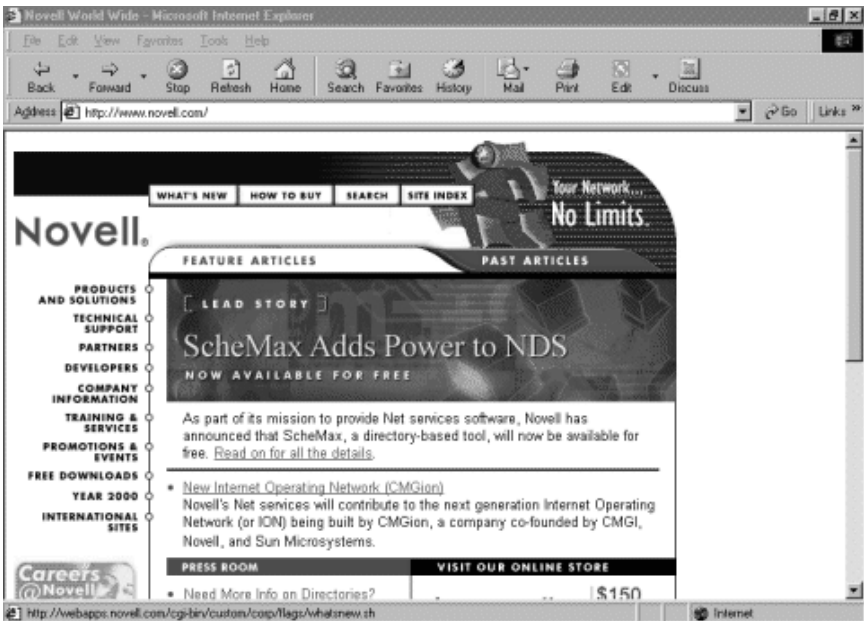 Novell World Wide - Microsoft Internet Explorer
File Edit View Favorites Tools Help
Back Forward Stop Refresh Home Search Favorites History Mail Print Edit Discuss
Address http://www.novell.com/ Go Links »
WHAT'S NEW HOW TO BUY SEARCH SITE INDEX
Your Network...
No Limits.
Novell®
FEATURE ARTICLES PAST ARTICLES
PRODUCTS
AND SOLUTIONS
TECHNICAL
SUPPORT
PARTNERS
DEVELOPERS
COMPANY
INFORMATION
TRAINING &
SERVICES
PROMOTIONS &
EVENTS
FREE DOWNLOADS
YEAR 2000
INTERNATIONAL
SITES
Careers
@Novell
[ LEAD STORY ]
ScheMax Adds Power to NDS
NOW AVAILABLE FOR FREE
As part of its mission to provide Net services software, Novell has
announced that ScheMax, a directory-based tool, will now be available for
free. Read on for all the details.
• New Internet Operating Network (CMGion)
Novell's Net services will contribute to the next generation Internet Operating
Network (or ION) being built by CMGion, a company co-founded by CMGI,
Novell, and Sun Microsystems.
PRESS ROOM VISIT OUR ONLINE STORE
• Need More Info on Directories?
$150
http://webapps.novell.com/cgi-bin/custom/corp/flags/whatsnew.sh Internet